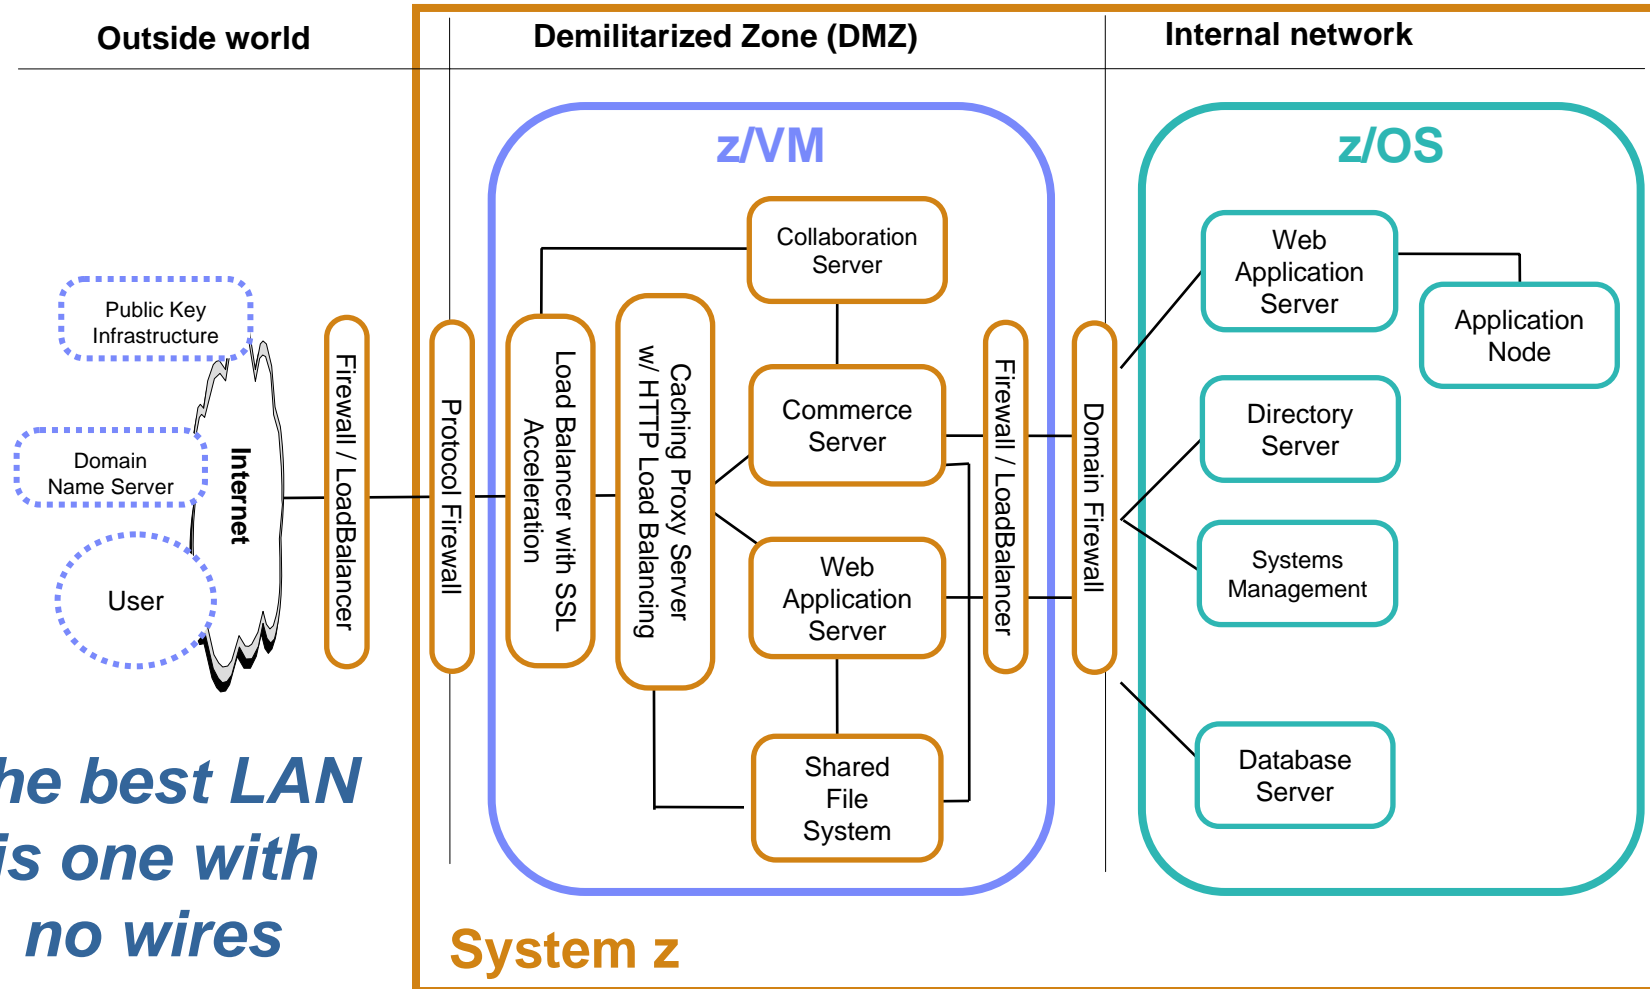 Outside world
Demilitarized Zone (DMZ)
Internal network
z/VM
z/OS
Public Key
Infrastructure
Domain
Name Server
User
Internet
Firewall / LoadBalancer
Protocol Firewall
Load Balancer with SSL
Acceleration
Caching Proxy Server
w/ HTTP Load Balancing
Collaboration
Server
Commerce
Server
Web
Application
Server
Shared
File
System
Firewall / LoadBalancer
Domain Firewall
Web
Application
Server
Application
Node
Directory
Server
Systems
Management
Database
Server
he best LAN
is one with
no wires
System z